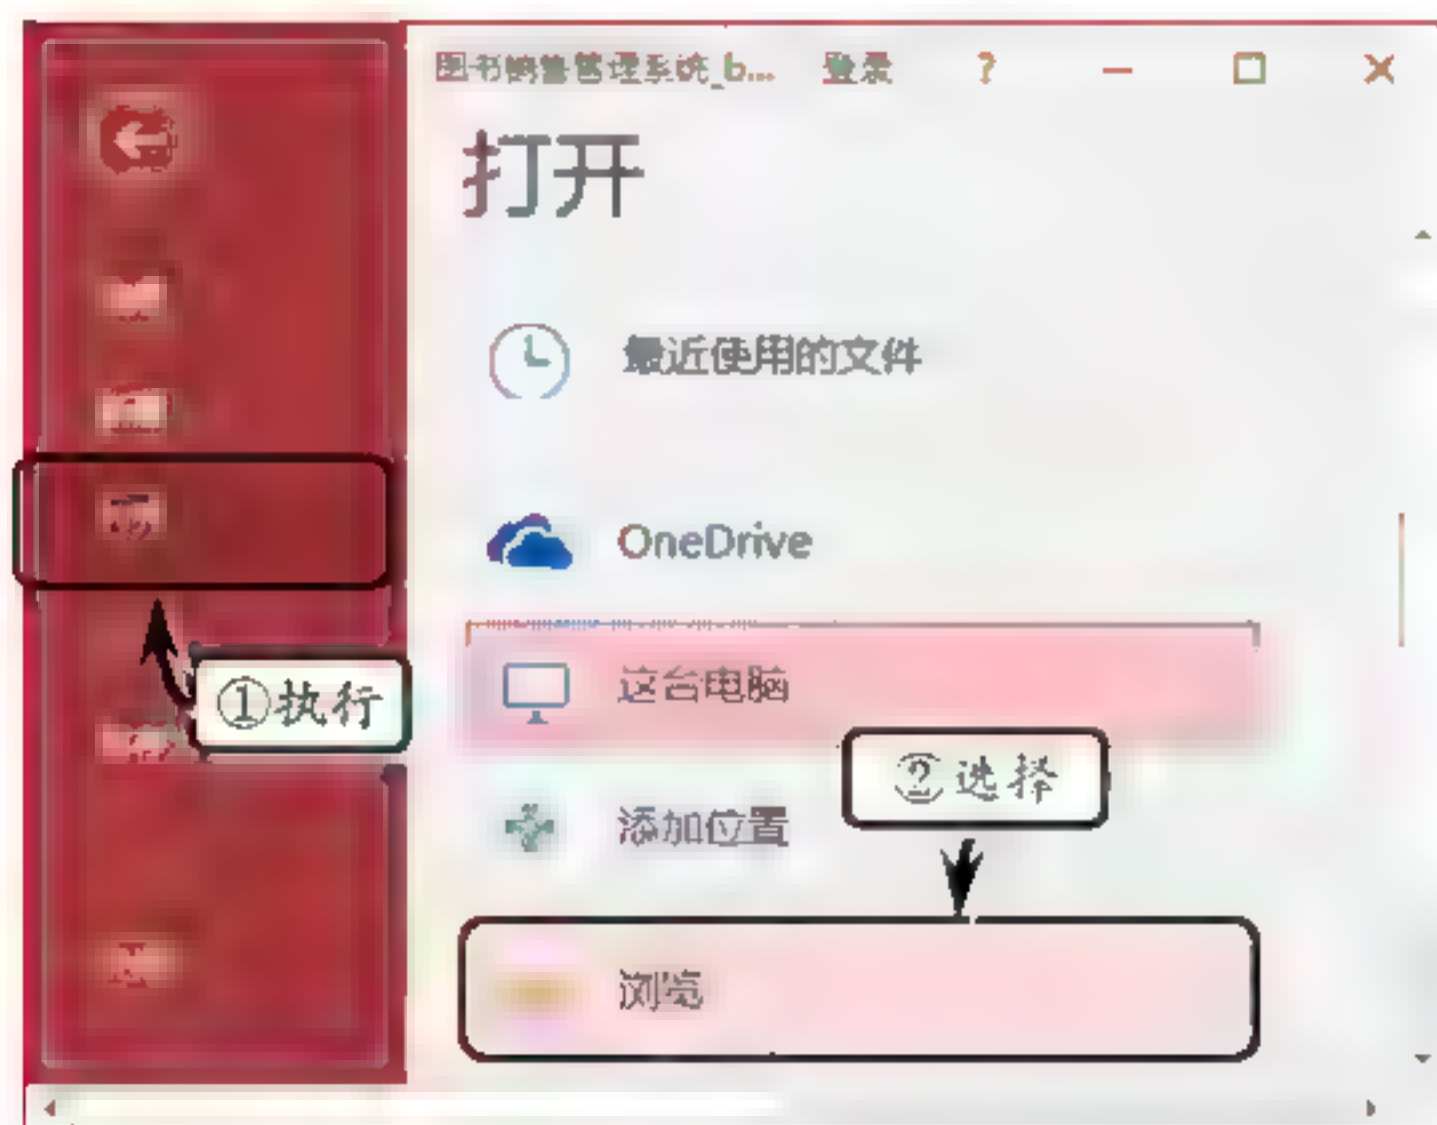 图书销售管理系统_b... 登录 ?
打开
最近使用的文件
OneDrive
这台电脑
①执行
②选择
添加位置
浏览